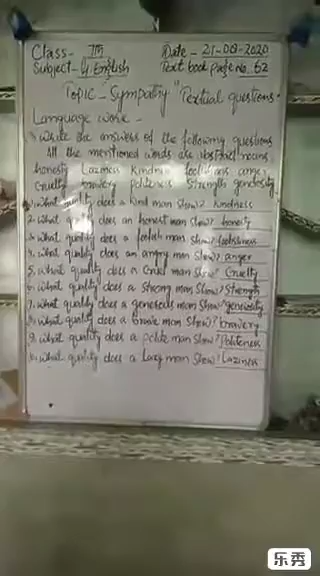 Class- 7th Date - 21-08-2020
Subject- U.English Text book page No. 62
Topic - "Sympathy" Textual questions.
Language work -
Write the answers of the following questions
All the mentioned words are abstract nouns.
honesty Laziness Kindness foolishness anger
Cruelty bravery politeness Strength generosity
1. What quality does a kind man show? kindness
2. What quality does an honest man show? honesty
3. What quality does a foolish man show? foolishness
4. What quality does an angry man show? anger
5. What quality does a cruel man show? Cruelty
6. What quality does a strong man show? Strength
7. What quality does a generous man show? generosity
8. What quality does a brave man show? bravery
9. What quality does a polite man show? Politeness
10. What quality does a lazy man show? Laziness
乐秀